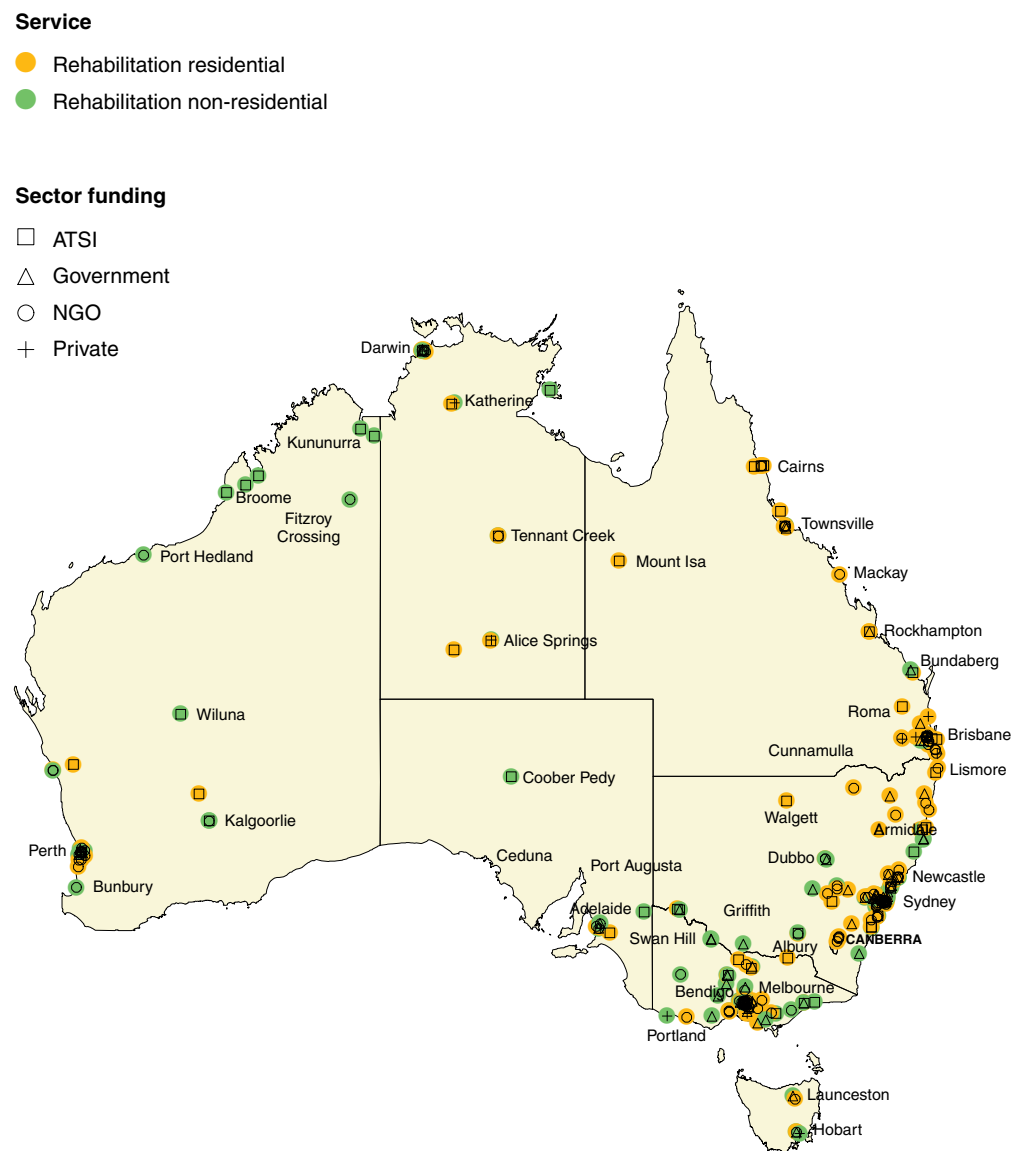 Service
Rehabilitation residential
Rehabilitation non-residential
Sector funding
ATSI
Government
NGO
Private
Darwin
Katherine
Kununurra
Cairns
Broome
Fitzroy
Crossing
Townsville
Tennant Creek
Port Hedland
Mount Isa
Mackay
Rockhampton
Alice Springs
Bundaberg
Wiluna
Roma
Brisbane
Cunnamulla
Lismore
Coober Pedy
Walgett
Kalgoorlie
Armidale
Perth
Ceduna
Dubbo
Port Augusta
Newcastle
Bunbury
Sydney
Adelaide
Griffith
Swan Hill
CANBERRA
Albury
Bendigo
Melbourne
Portland
Launceston
Hobart